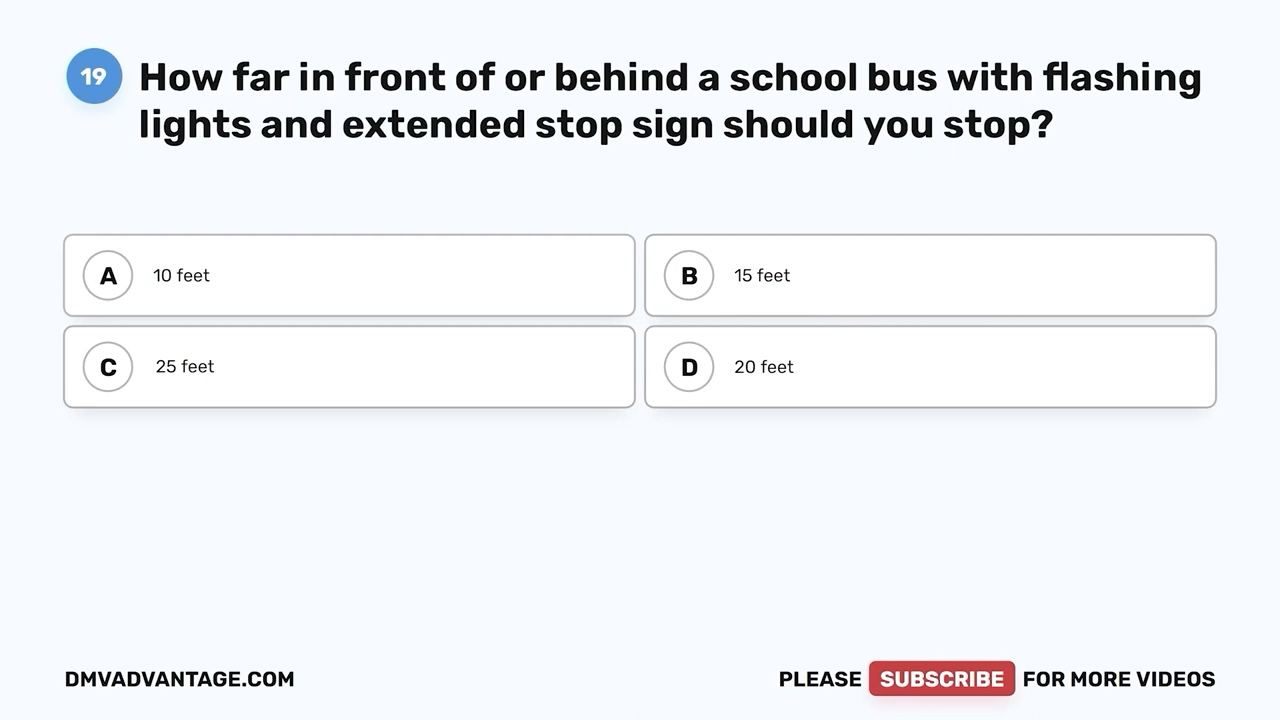 19
How far in front of or behind a school bus with flashing
lights and extended stop sign should you stop?
A 10 feet
B 15 feet
C 25 feet
D 20 feet
DMVADVANTAGE.COM
PLEASE SUBSCRIBE FOR MORE VIDEOS